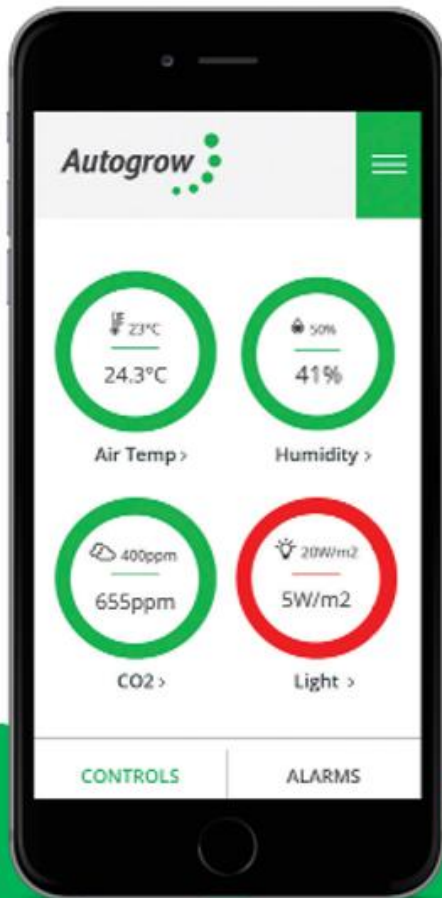 Autogrow
23°C
24.3°C
Air Temp >
50%
41%
Humidity >
400ppm
655ppm
CO2 >
20W/m2
5W/m2
Light >
CONTROLS
ALARMS